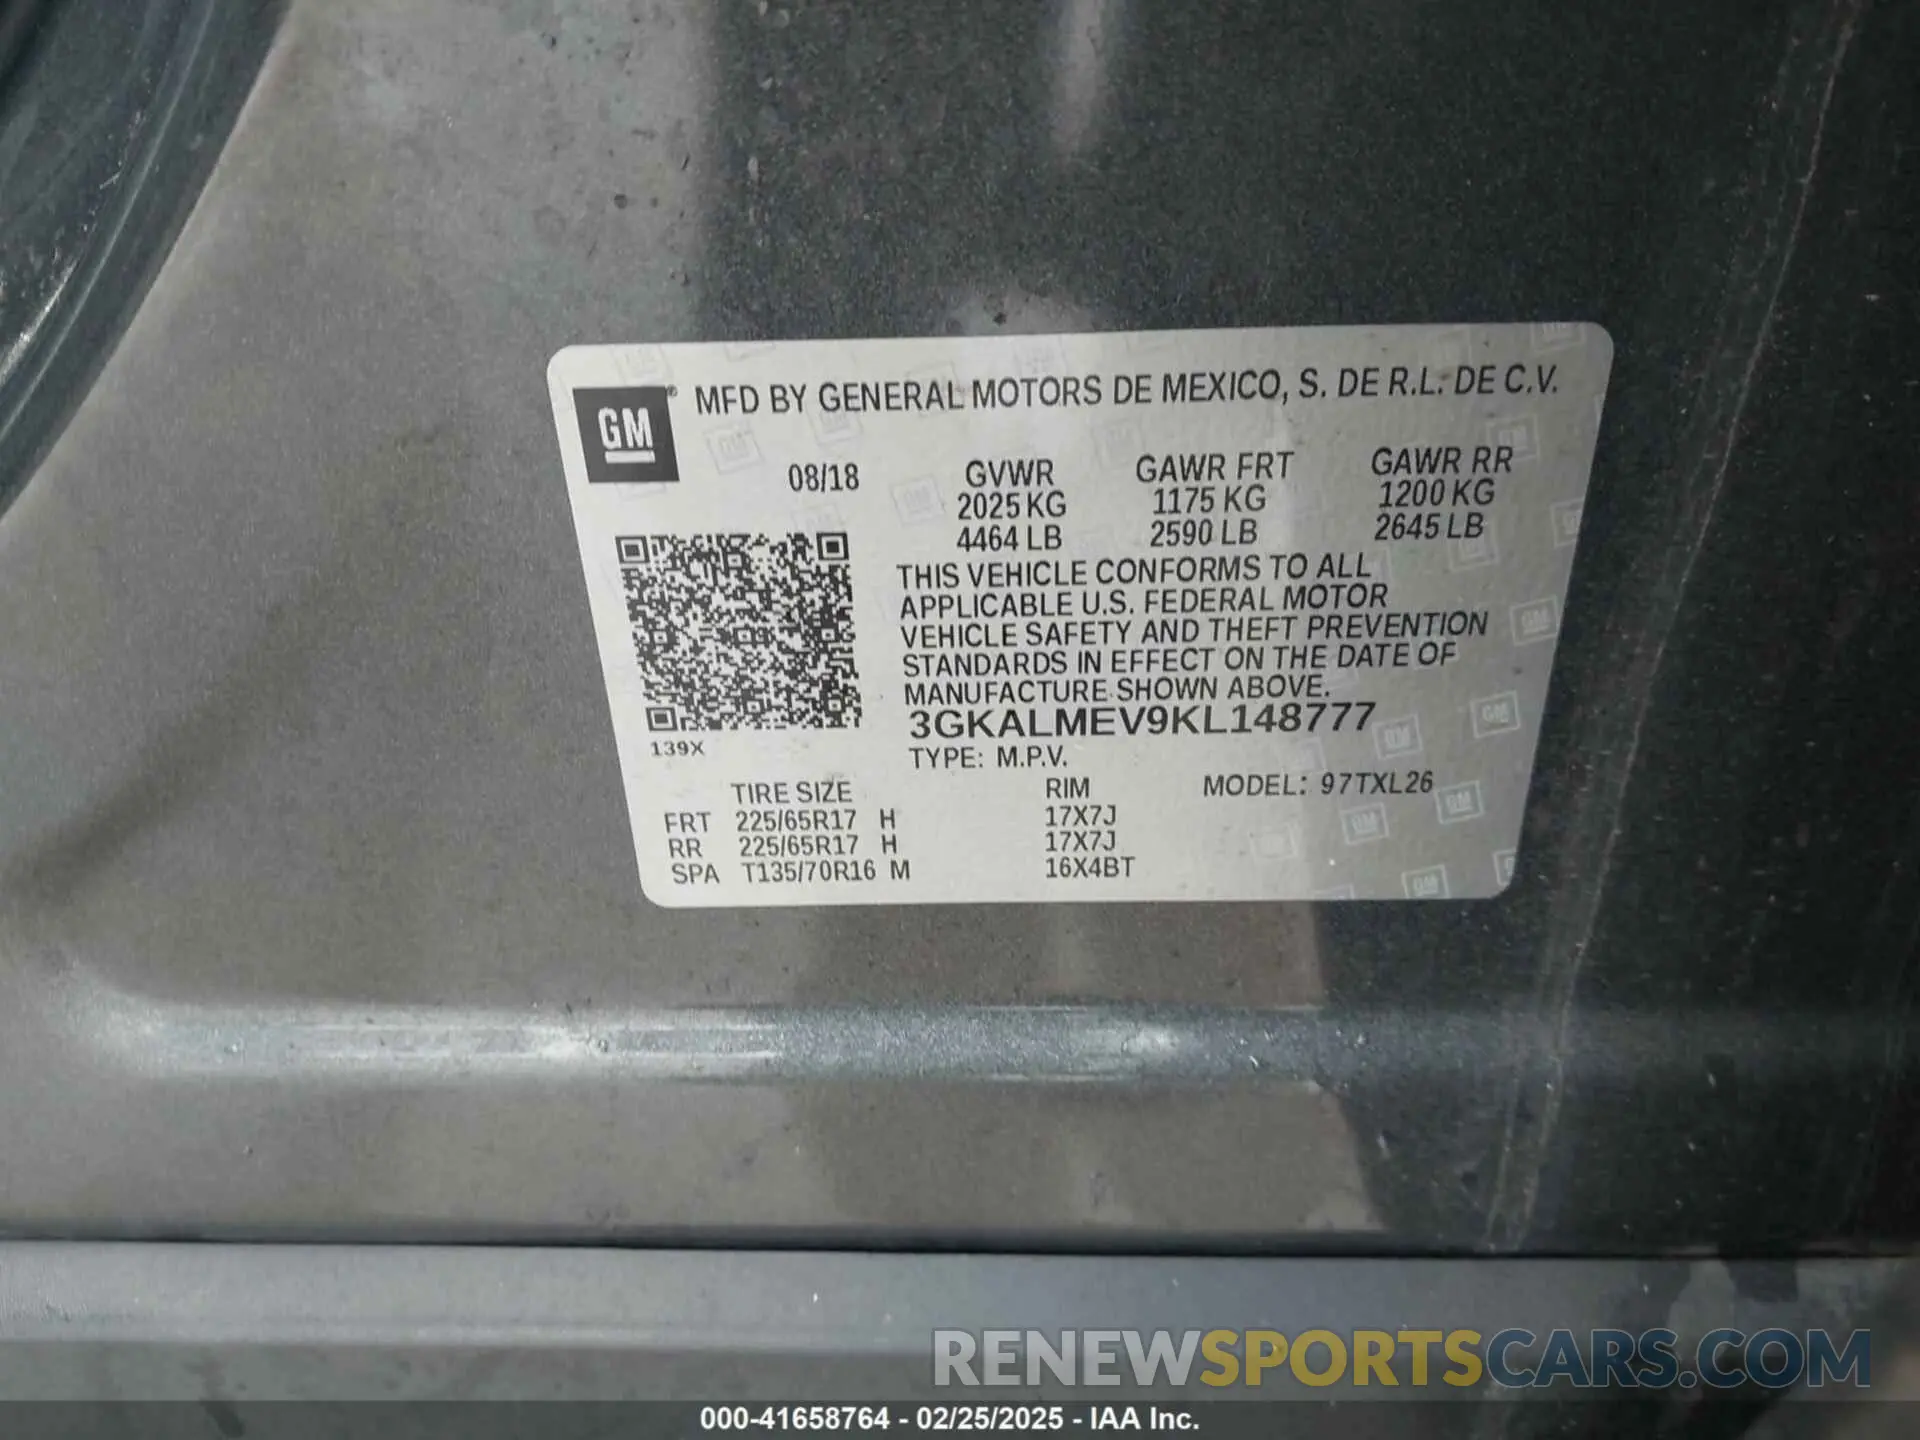 GM ® MFD BY GENERAL MOTORS DE MEXICO, S. DE R.L. DE C.V.
08/18 GVWR GAWR FRT GAWR RR
2025 KG 1175 KG 1200 KG
4464 LB 2590 LB 2645 LB
THIS VEHICLE CONFORMS TO ALL
APPLICABLE U.S. FEDERAL MOTOR
VEHICLE SAFETY AND THEFT PREVENTION
STANDARDS IN EFFECT ON THE DATE OF
MANUFACTURE SHOWN ABOVE.
3GKALMEV9KL148777
139X
TYPE: M.P.V.
TIRE SIZE RIM MODEL: 97TXL26
FRT 225/65R17 H 17X7J
RR 225/65R17 H 17X7J
SPA T135/70R16 M 16X4BT
RENEWSPORTSCARS.COM
000-41658764 - 02/25/2025 - IAA Inc.